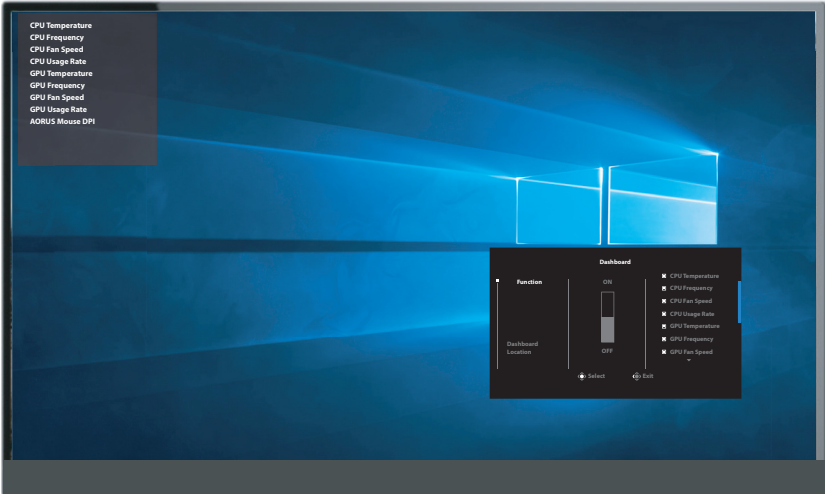 CPU Temperature
CPU Frequency
CPU Fan Speed
CPU Usage Rate
GPU Temperature
GPU Frequency
GPU Fan Speed
GPU Usage Rate
AORUS Mouse DPI
Dashboard
Function
ON
OFF
Dashboard
Location
CPU Temperature
CPU Frequency
CPU Fan Speed
CPU Usage Rate
GPU Temperature
GPU Frequency
GPU Fan Speed
Select
Exit